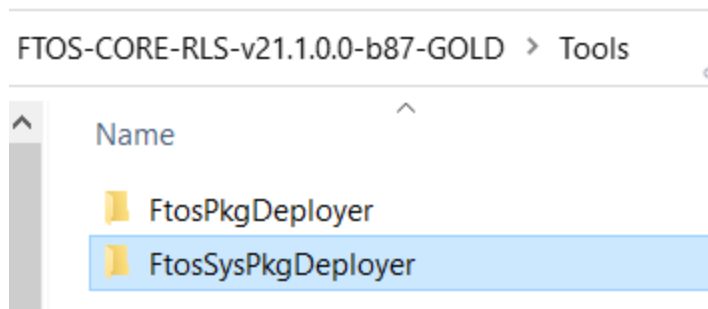 FTOS-CORE-RLS-v21.1.0.0-b87-GOLD > Tools
Name
FtosPkgDeployer
FtosSysPkgDeployer